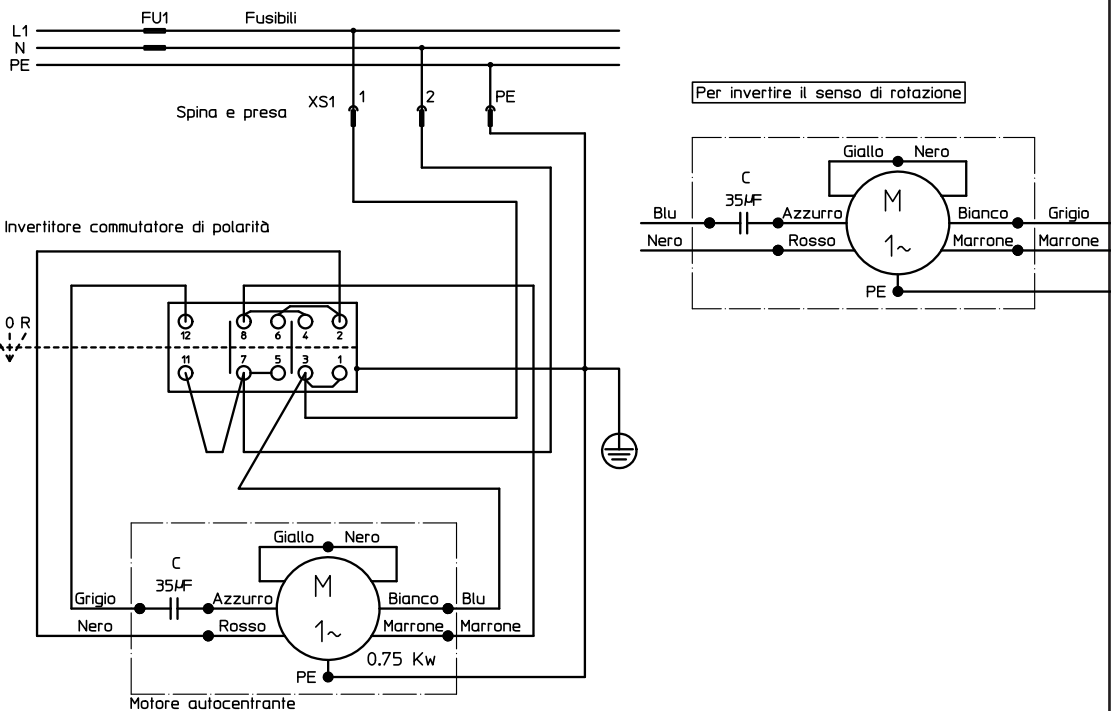 FU1 Fusibili
L1
N
PE
XS1 1 2 PE
Spina e presa
Per invertire il senso di rotazione
Giallo Nero
C
35µF
M
1~
Blu Azzurro Bianco Grigio
Nero Rosso Marrone Marrone
PE
Invertitore commutatore di polarità
0 R
12 8 6 4 2
11 7 5 3 1
Giallo Nero
C
35µF
M
1~
Grigio Azzurro Bianco Blu
Nero Rosso Marrone Marrone
0.75 Kw
PE
Motore autocentrante